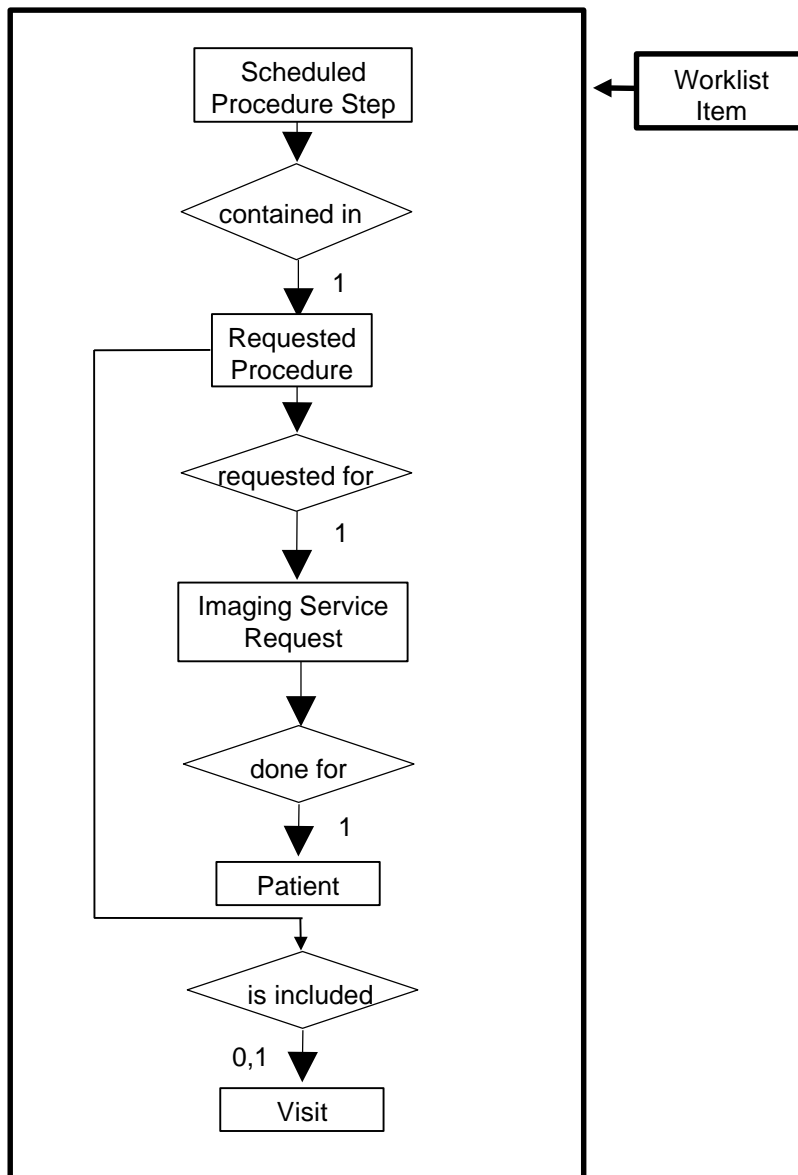 Scheduled
Procedure Step
Worklist
Item
contained in
1
Requested
Procedure
requested for
1
Imaging Service
Request
done for
1
Patient
is included
0,1
Visit